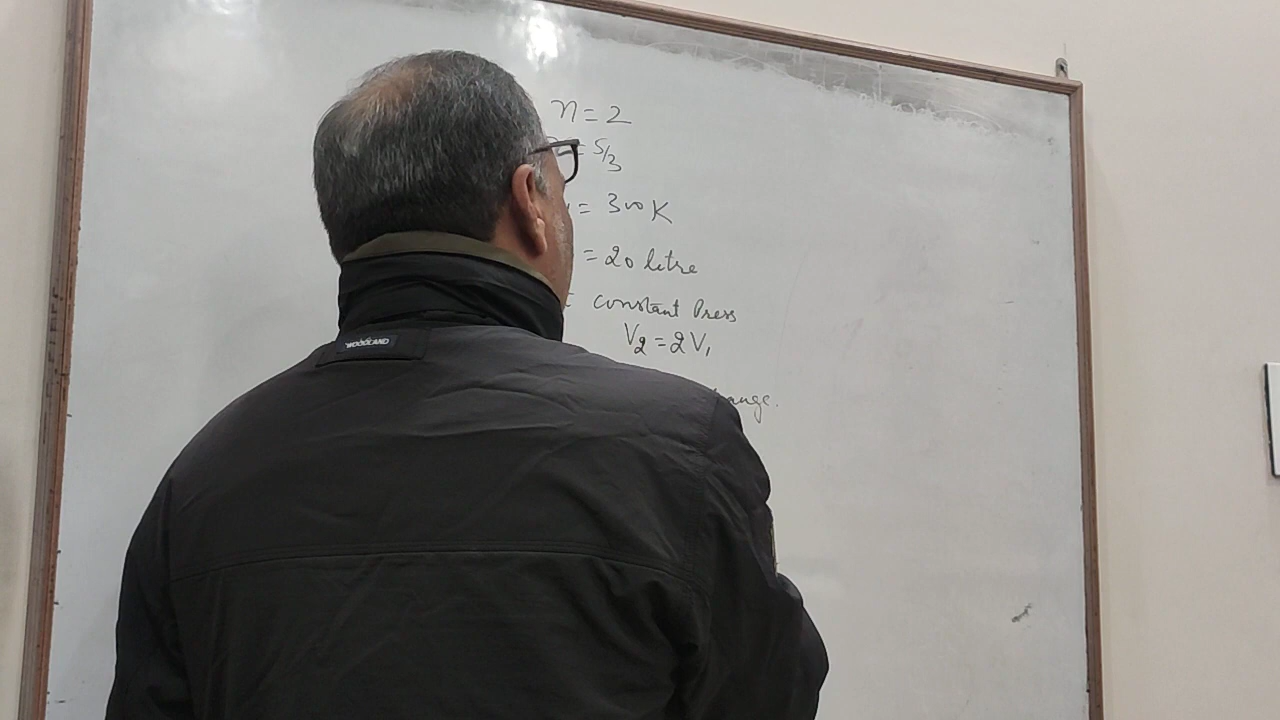 n = 2
= 5/3
= 300 K
= 20 litre
constant Press
V₂ = 2V₁
ange.
WOODLAND